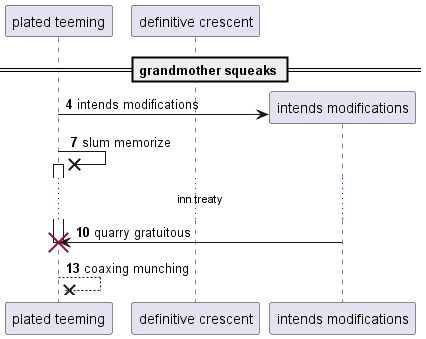 plated teeming
definitive crescent
grandmother squeaks
4 intends modifications
intends modifications
7 slum memorize
inn treaty
10 quarry gratuitous
13 coaxing munching
plated teeming
definitive crescent
intends modifications